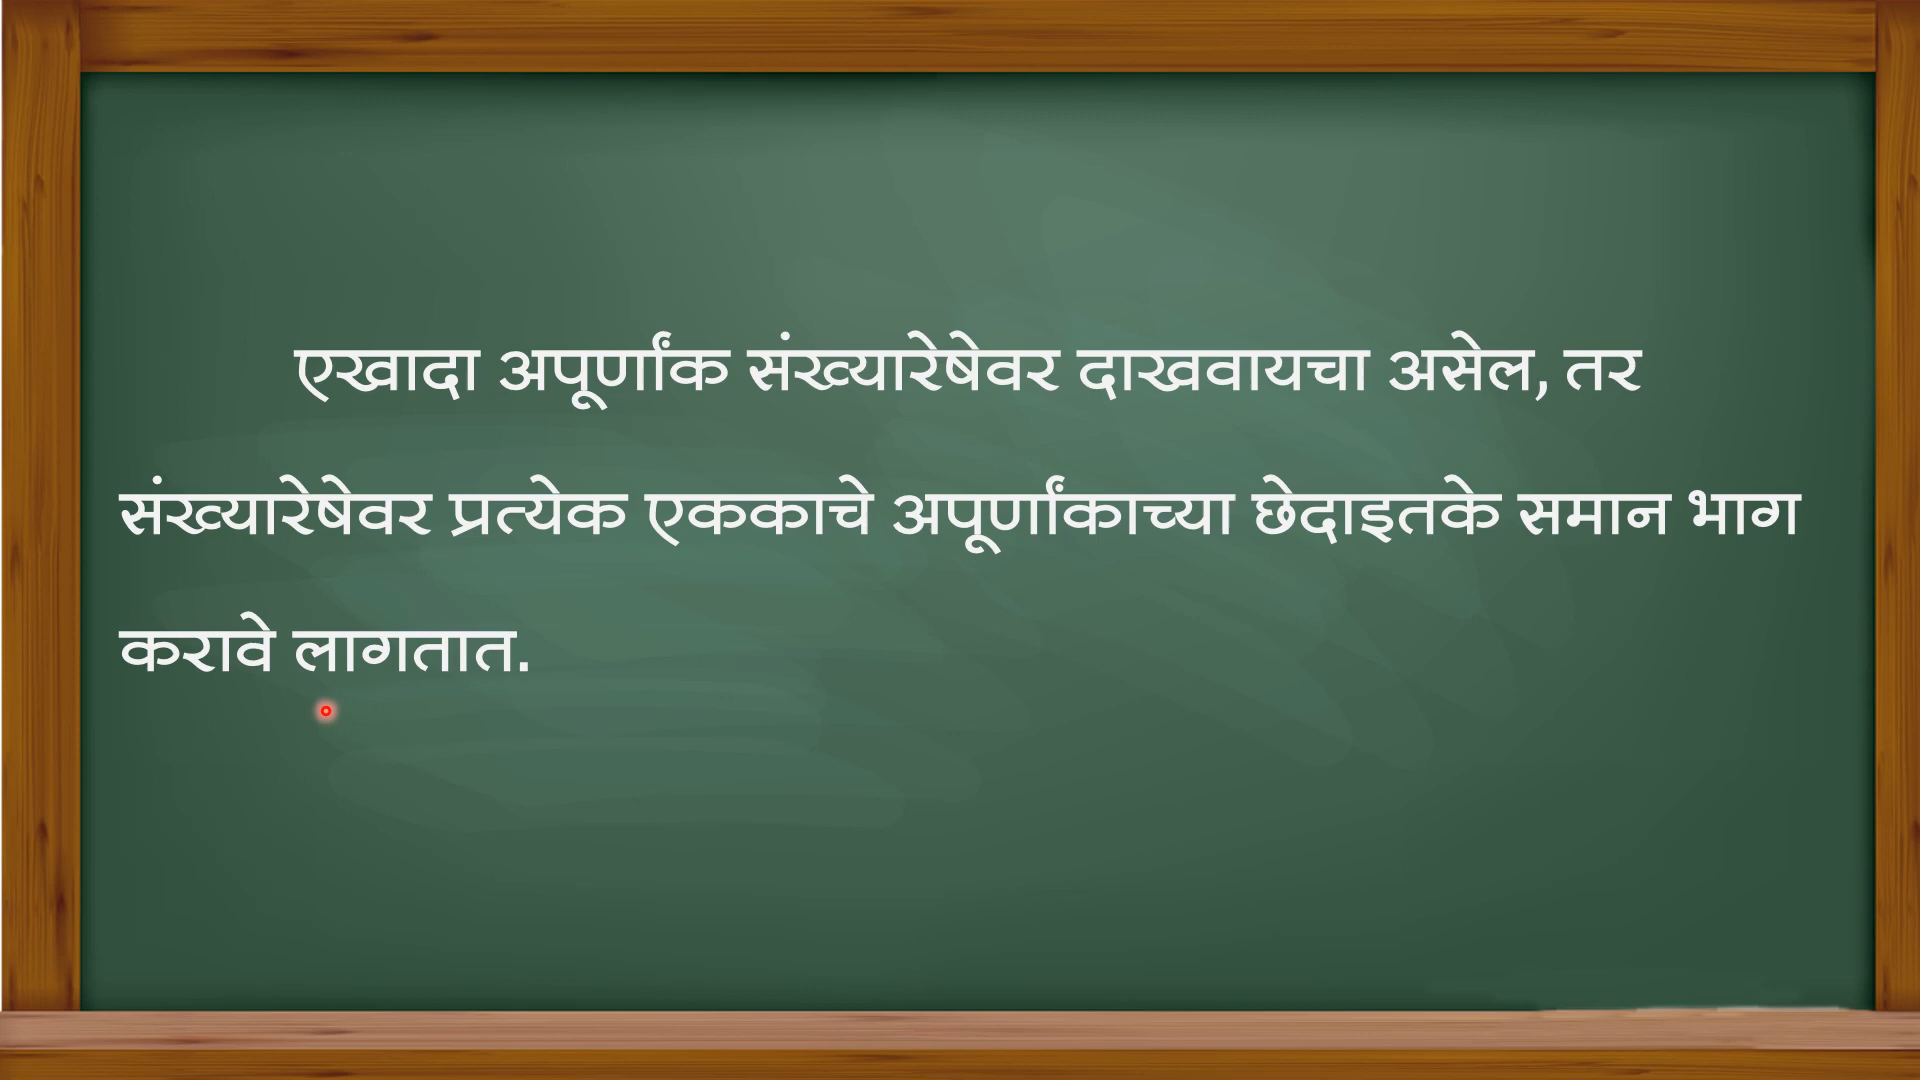 एखादा अपूर्णांक संख्यारेषेवर दाखवायचा असेल, तर
संख्यारेषेवर प्रत्येक एककाचे अपूर्णांकाच्या छेदाइतके समान भाग
करावे लागतात.